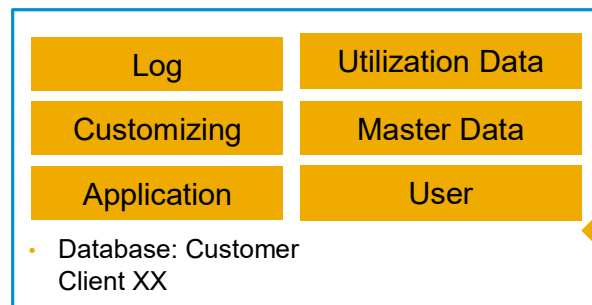 Log
Utilization Data
Customizing
Master Data
Application
User
• Database: Customer
Client XX